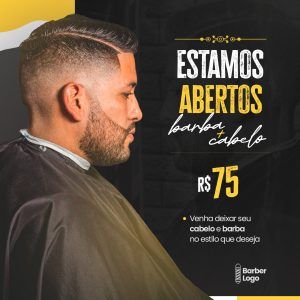 ESTAMOS
ABERTOS
barba
+ cabelo
R$ 75
• Venha deixar seu
cabelo e barba
no estilo que deseja
Barber
Logo